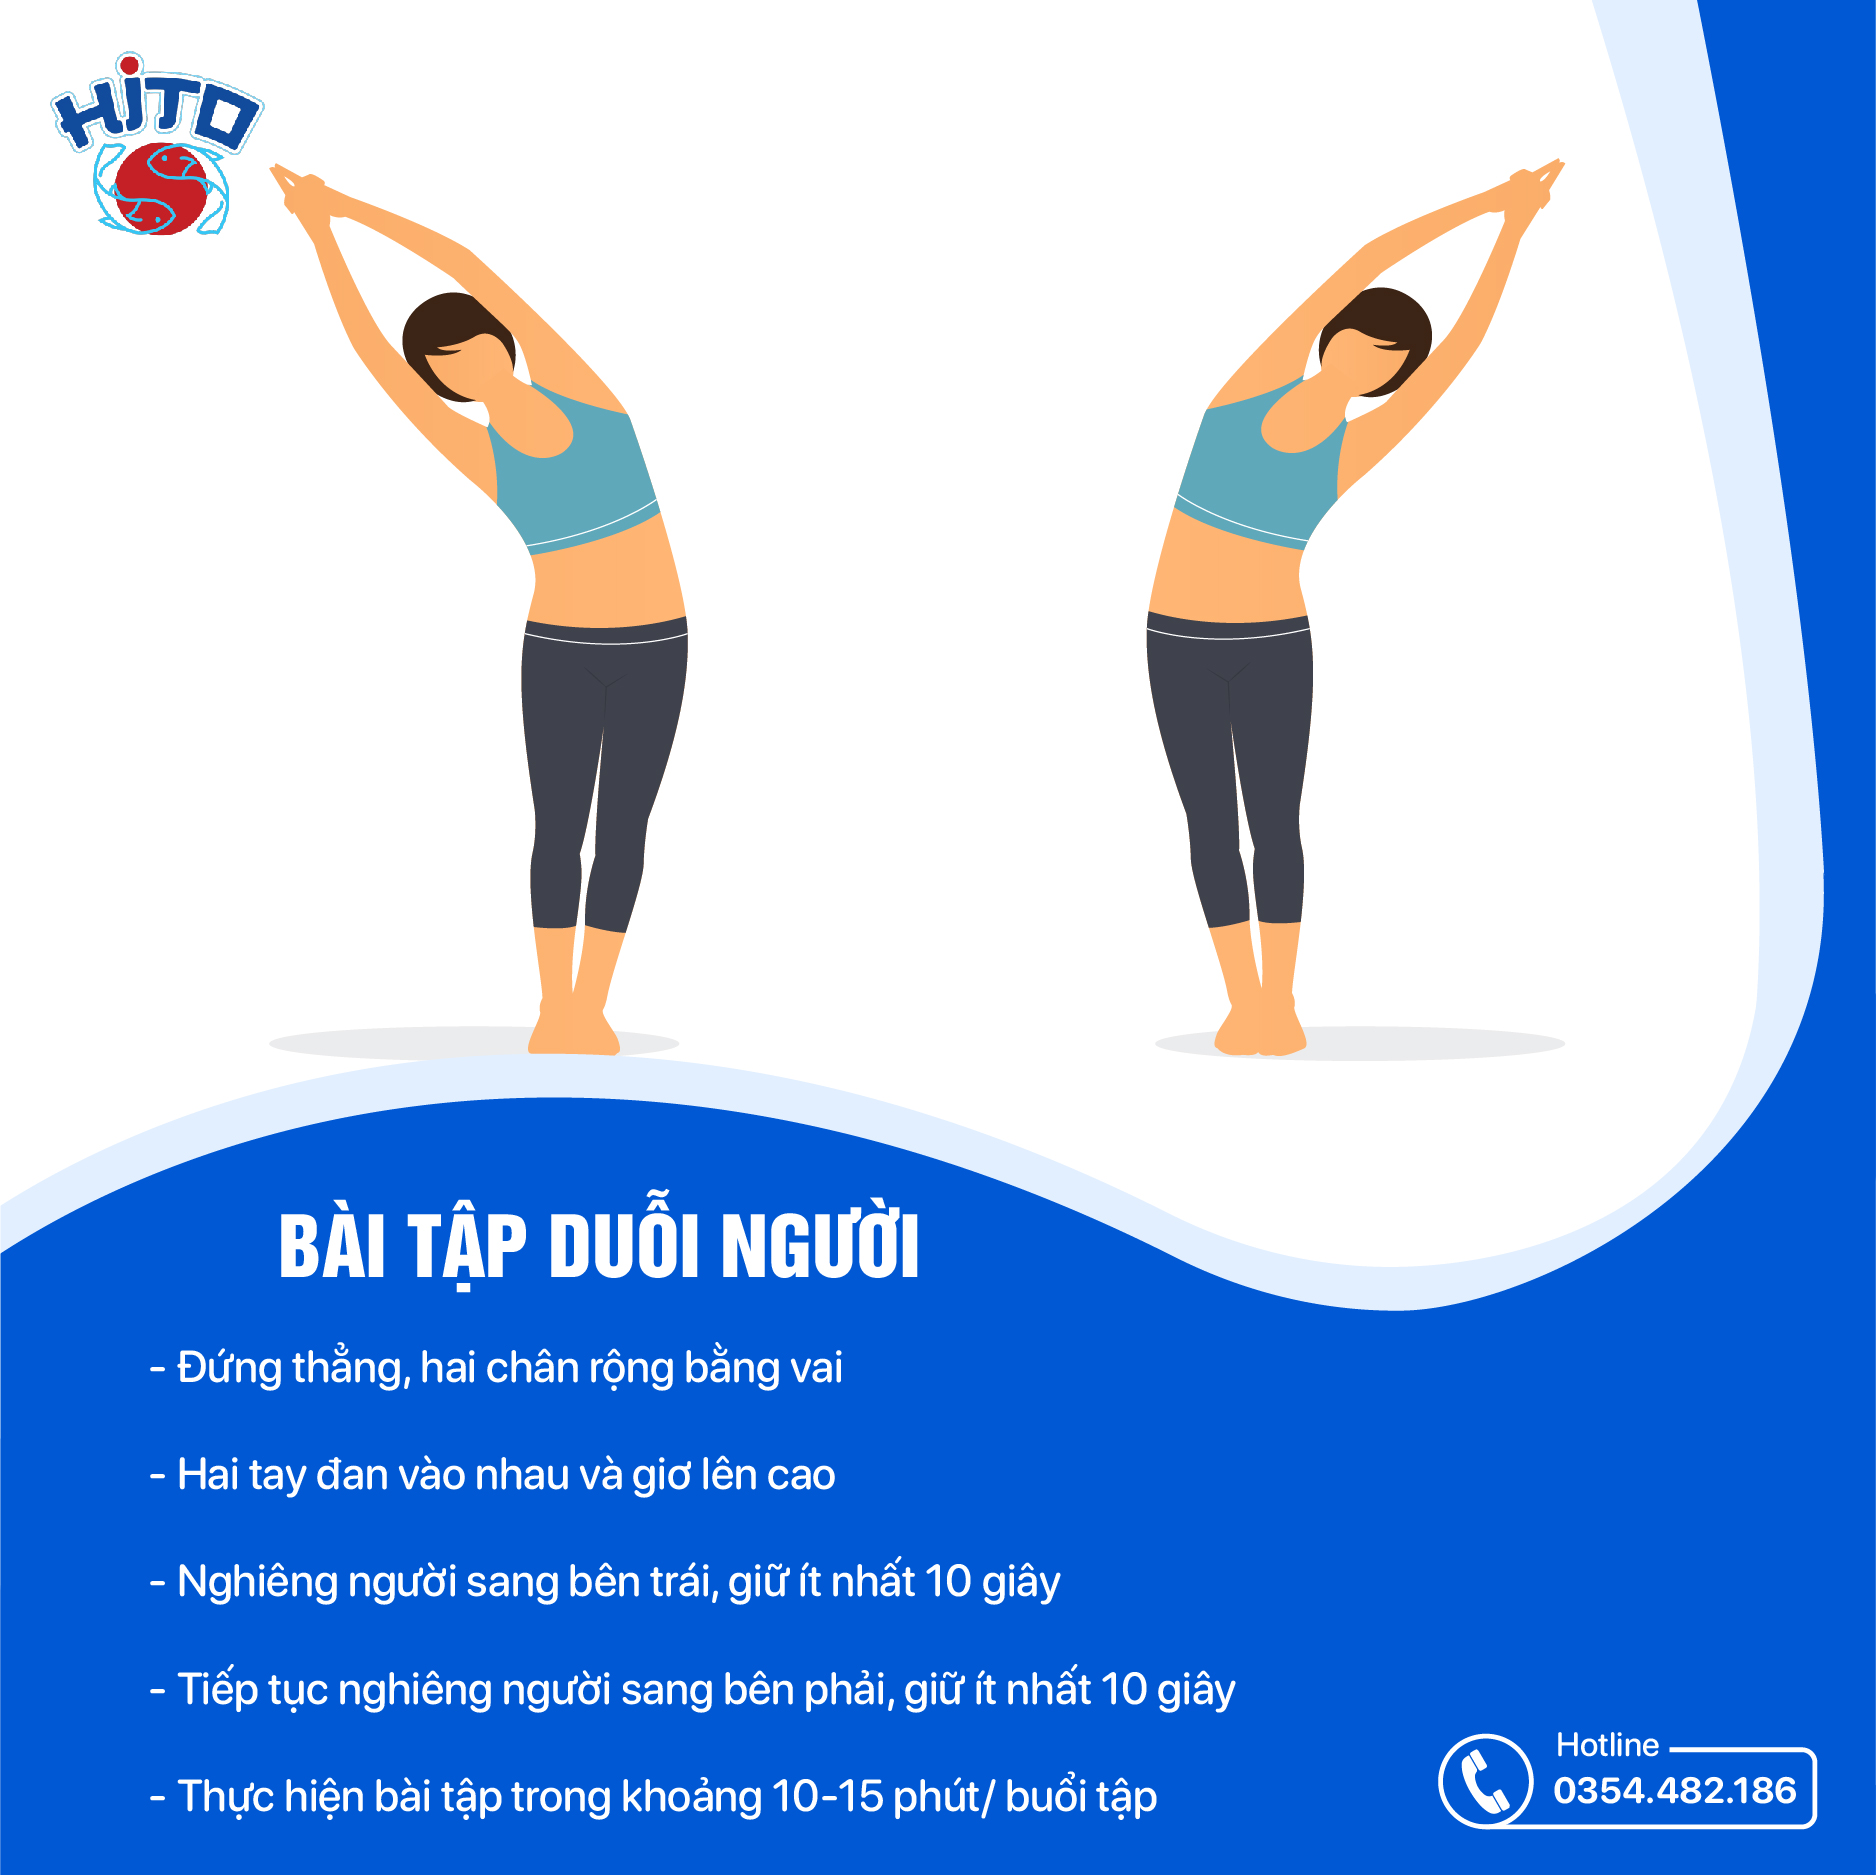 HiTO
BÀI TẬP DUỖI NGƯỜI
- Đứng thẳng, hai chân rộng bằng vai
- Hai tay đan vào nhau và giơ lên cao
- Nghiêng người sang bên trái, giữ ít nhất 10 giây
- Tiếp tục nghiêng người sang bên phải, giữ ít nhất 10 giây
- Thực hiện bài tập trong khoảng 10-15 phút/ buổi tập
Hotline
0354.482.186